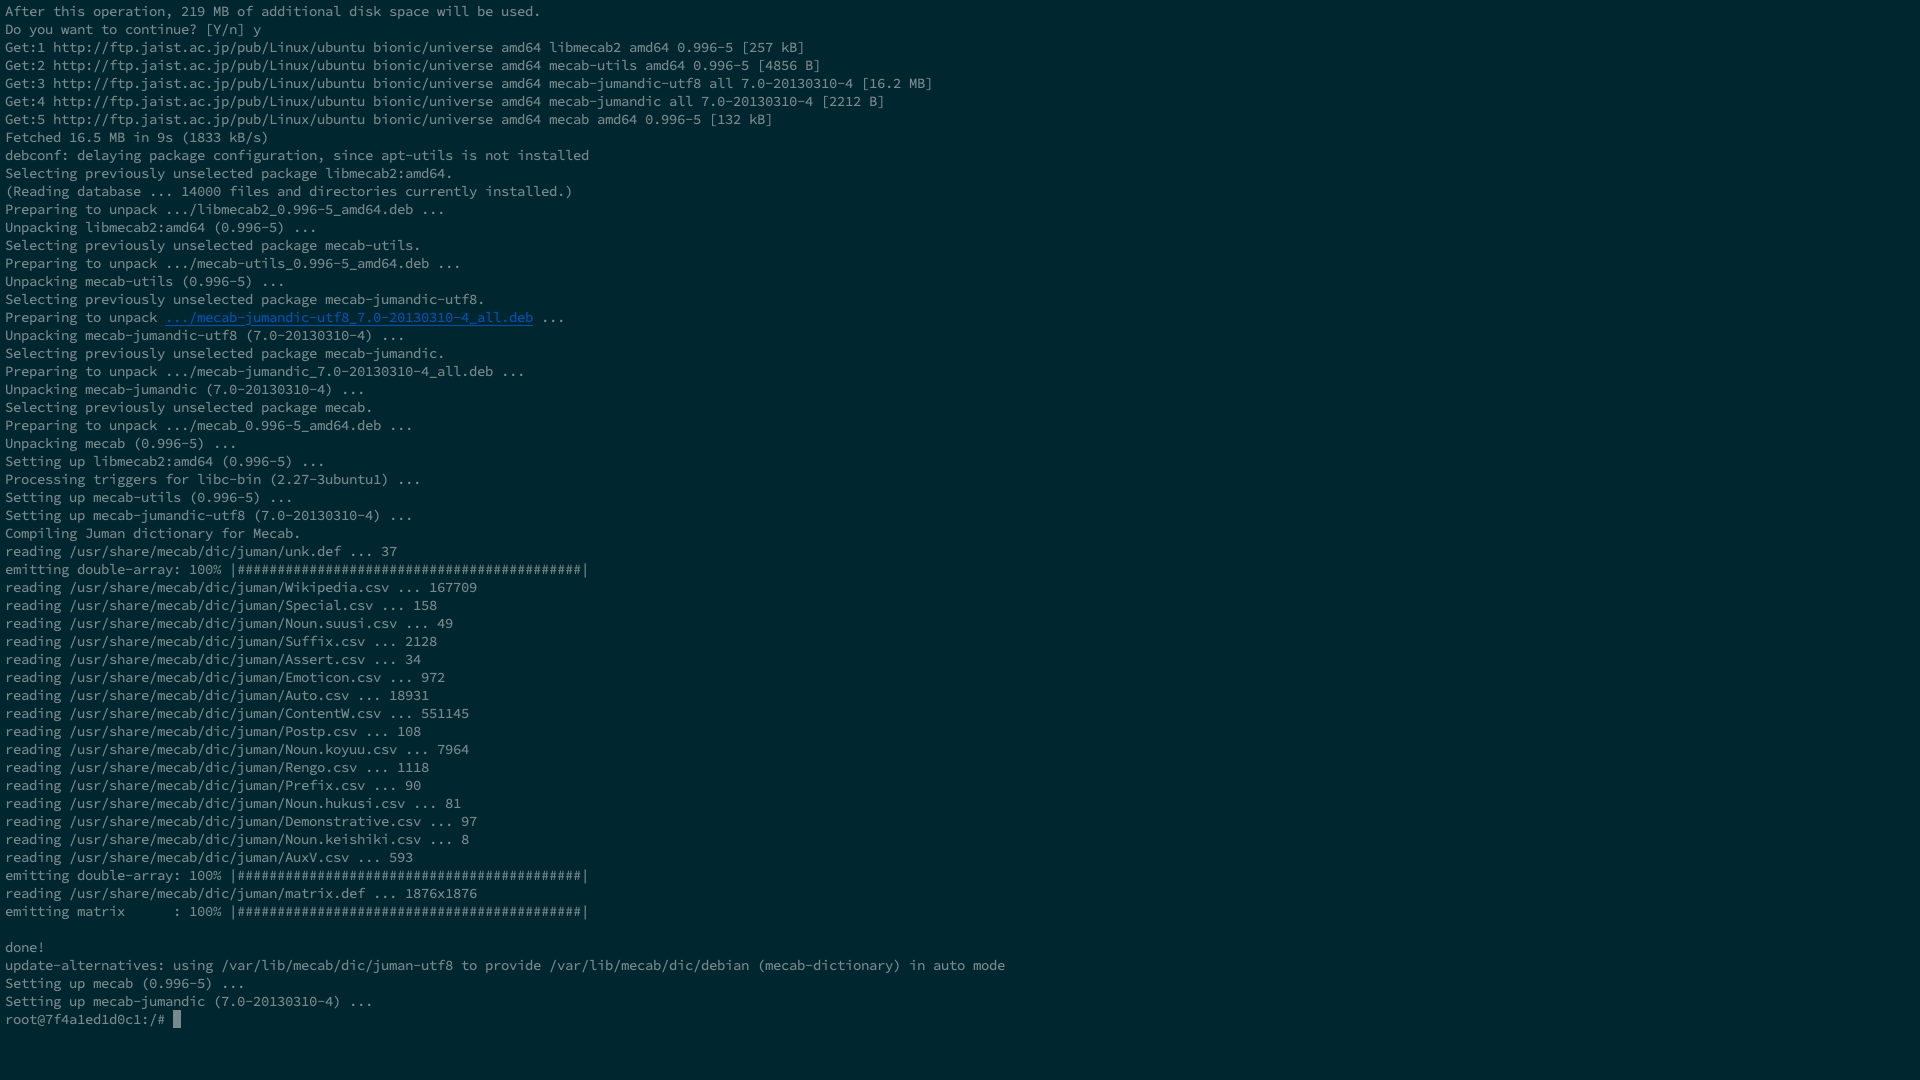 After this operation, 219 MB of additional disk space will be used.
Do you want to continue? [Y/n] y
Get:1 http://ftp.jaist.ac.jp/pub/Linux/ubuntu bionic/universe amd64 libmecab2 amd64 0.996-5 [257 kB]
Get:2 http://ftp.jaist.ac.jp/pub/Linux/ubuntu bionic/universe amd64 mecab-utils amd64 0.996-5 [4856 B]
Get:3 http://ftp.jaist.ac.jp/pub/Linux/ubuntu bionic/universe amd64 mecab-jumandic-utf8 all 7.0-20130310-4 [16.2 MB]
Get:4 http://ftp.jaist.ac.jp/pub/Linux/ubuntu bionic/universe amd64 mecab-jumandic all 7.0-20130310-4 [2212 B]
Get:5 http://ftp.jaist.ac.jp/pub/Linux/ubuntu bionic/universe amd64 mecab amd64 0.996-5 [132 kB]
Fetched 16.5 MB in 9s (1833 kB/s)
debconf: delaying package configuration, since apt-utils is not installed
Selecting previously unselected package libmecab2:amd64.
(Reading database ... 14000 files and directories currently installed.)
Preparing to unpack .../libmecab2_0.996-5_amd64.deb ...
Unpacking libmecab2:amd64 (0.996-5) ...
Selecting previously unselected package mecab-utils.
Preparing to unpack .../mecab-utils_0.996-5_amd64.deb ...
Unpacking mecab-utils (0.996-5) ...
Selecting previously unselected package mecab-jumandic-utf8.
Preparing to unpack .../mecab-jumandic-utf8_7.0-20130310-4_all.deb ...
Unpacking mecab-jumandic-utf8 (7.0-20130310-4) ...
Selecting previously unselected package mecab-jumandic.
Preparing to unpack .../mecab-jumandic_7.0-20130310-4_all.deb ...
Unpacking mecab-jumandic (7.0-20130310-4) ...
Selecting previously unselected package mecab.
Preparing to unpack .../mecab_0.996-5_amd64.deb ...
Unpacking mecab (0.996-5) ...
Setting up libmecab2:amd64 (0.996-5) ...
Processing triggers for libc-bin (2.27-3ubuntu1) ...
Setting up mecab-utils (0.996-5) ...
Setting up mecab-jumandic-utf8 (7.0-20130310-4) ...
Compiling Juman dictionary for Mecab.
reading /usr/share/mecab/dic/juman/unk.def ... 37
emitting double-array: 100% |###########################################|
reading /usr/share/mecab/dic/juman/Wikipedia.csv ... 167709
reading /usr/share/mecab/dic/juman/Special.csv ... 158
reading /usr/share/mecab/dic/juman/Noun.suusi.csv ... 49
reading /usr/share/mecab/dic/juman/Suffix.csv ... 2128
reading /usr/share/mecab/dic/juman/Assert.csv ... 34
reading /usr/share/mecab/dic/juman/Emoticon.csv ... 972
reading /usr/share/mecab/dic/juman/Auto.csv ... 18931
reading /usr/share/mecab/dic/juman/ContentW.csv ... 551145
reading /usr/share/mecab/dic/juman/Postp.csv ... 108
reading /usr/share/mecab/dic/juman/Noun.koyuu.csv ... 7964
reading /usr/share/mecab/dic/juman/Rengo.csv ... 1118
reading /usr/share/mecab/dic/juman/Prefix.csv ... 90
reading /usr/share/mecab/dic/juman/Noun.hukusi.csv ... 81
reading /usr/share/mecab/dic/juman/Demonstrative.csv ... 97
reading /usr/share/mecab/dic/juman/Noun.keishiki.csv ... 8
reading /usr/share/mecab/dic/juman/AuxV.csv ... 593
emitting double-array: 100% |###########################################|
reading /usr/share/mecab/dic/juman/matrix.def ... 1876x1876
emitting matrix      : 100% |###########################################|
done!
update-alternatives: using /var/lib/mecab/dic/juman-utf8 to provide /var/lib/mecab/dic/debian (mecab-dictionary) in auto mode
Setting up mecab (0.996-5) ...
Setting up mecab-jumandic (7.0-20130310-4) ...
root@7f4a1ed1d0c1:/#